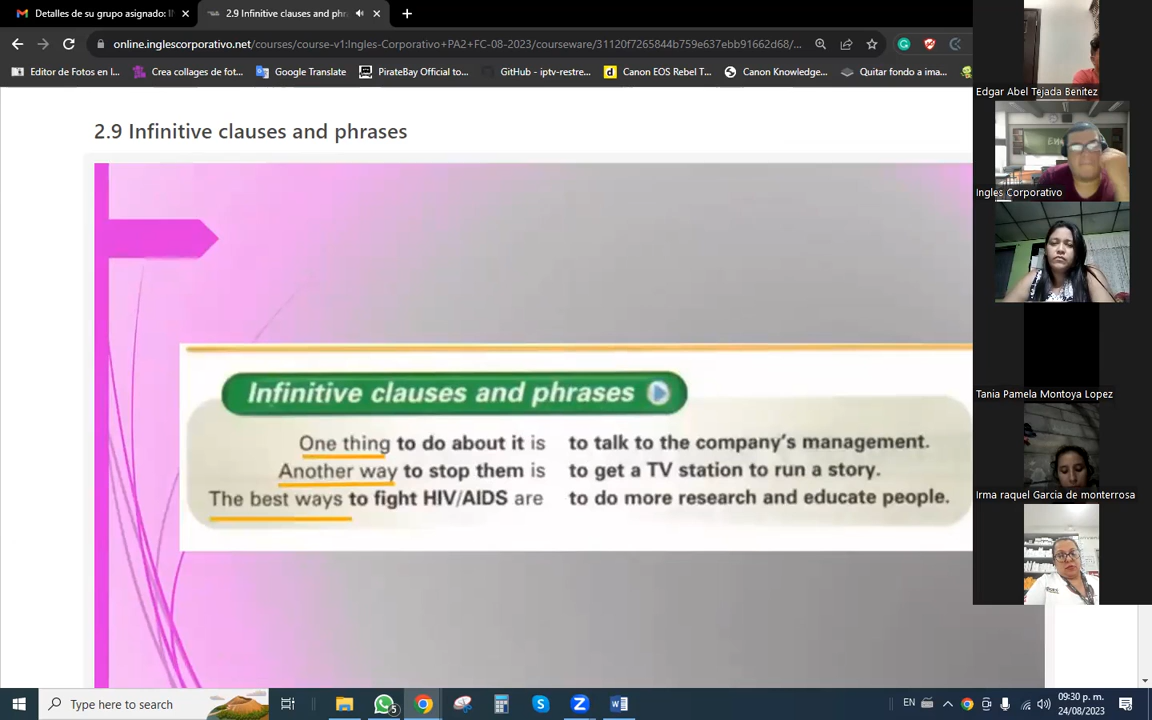 Detalles de su grupo asignado: I
2.9 Infinitive clauses and phr
online.inglescorporativo.net/courses/course-v1:Ingles-Corporativo+PA2+FC-08-2023/courseware/31120f7265844b759e637ebb91662d68/...
Editor de Fotos en l... Crea collages de fot... Google Translate PirateBay Official to... GitHub - iptv-restre... Canon EOS Rebel T... Canon Knowledge... Quitar fondo a ima...
2.9 Infinitive clauses and phrases
Infinitive clauses and phrases
One thing to do about it is to talk to the company's management.
Another way to stop them is to get a TV station to run a story.
The best ways to fight HIV/AIDS are to do more research and educate people.
Edgar Abel Tejada Benitez
Ingles Corporativo
Tania Pamela Montoya Lopez
Irma raquel Garcia de monterrosa
Type here to search
5
EN
09:30 p. m.
24/08/2023